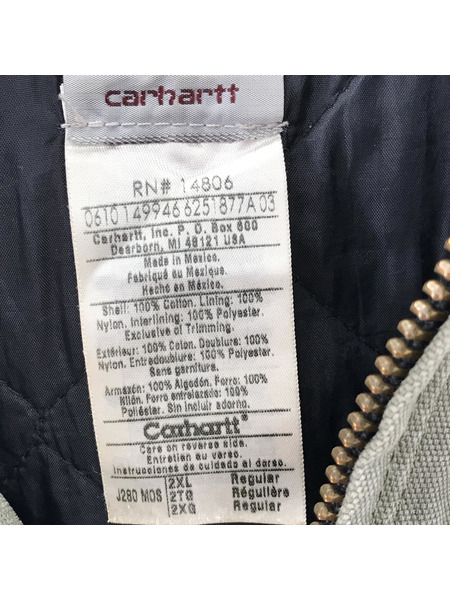 carhartt
RN# 14806
0610 1499466251877A 03
Carhartt, Inc. P. O. Box 600
Dearborn, MI 48121 USA
Made in Mexico.
Fabriqué au Mexique.
Hecho en México.
Shell: 100% Cotton. Lining: 100%
Nylon. Interlining: 100% Polyester
Exclusive of Trimming.
Extérieur: 100% Coton. Doublure: 100%
Nylon. Entredoublure: 100% Polyester
Sans garniture.
Armazón: 100% Algodón. Forro: 100%
Nilon. Forro entrelazado: 100%
Poliéster. Sin incluir adorno.
Carhartt
Care on reverse side.
Entretien au verso.
Instrucciones de cuidado al dorso.
J280 MOS
2XL Regular
2TG Régulière
2XG Regular